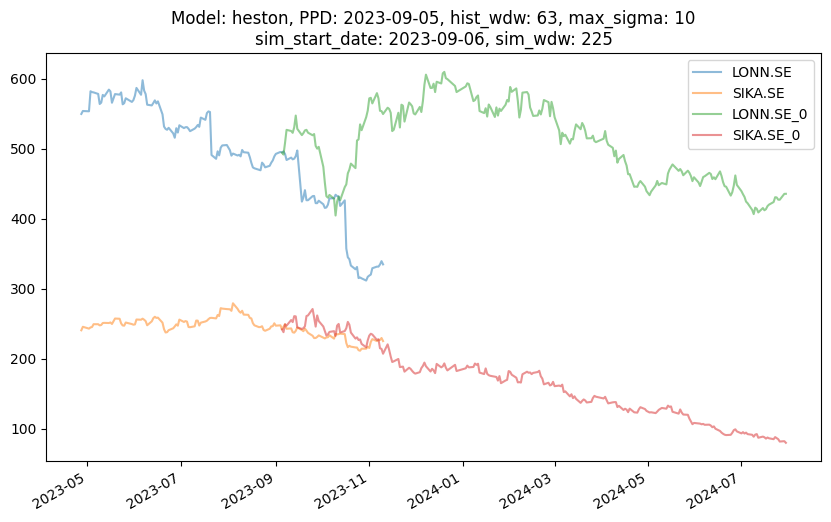 Model: heston, PPD: 2023-09-05, hist_wdw: 63, max_sigma: 10
sim_start_date: 2023-09-06, sim_wdw: 225
LONN.SE
SIKA.SE
LONN.SE_0
SIKA.SE_0
600
500
400
300
200
100
2023-05
2023-07
2023-09
2023-11
2024-01
2024-03
2024-05
2024-07